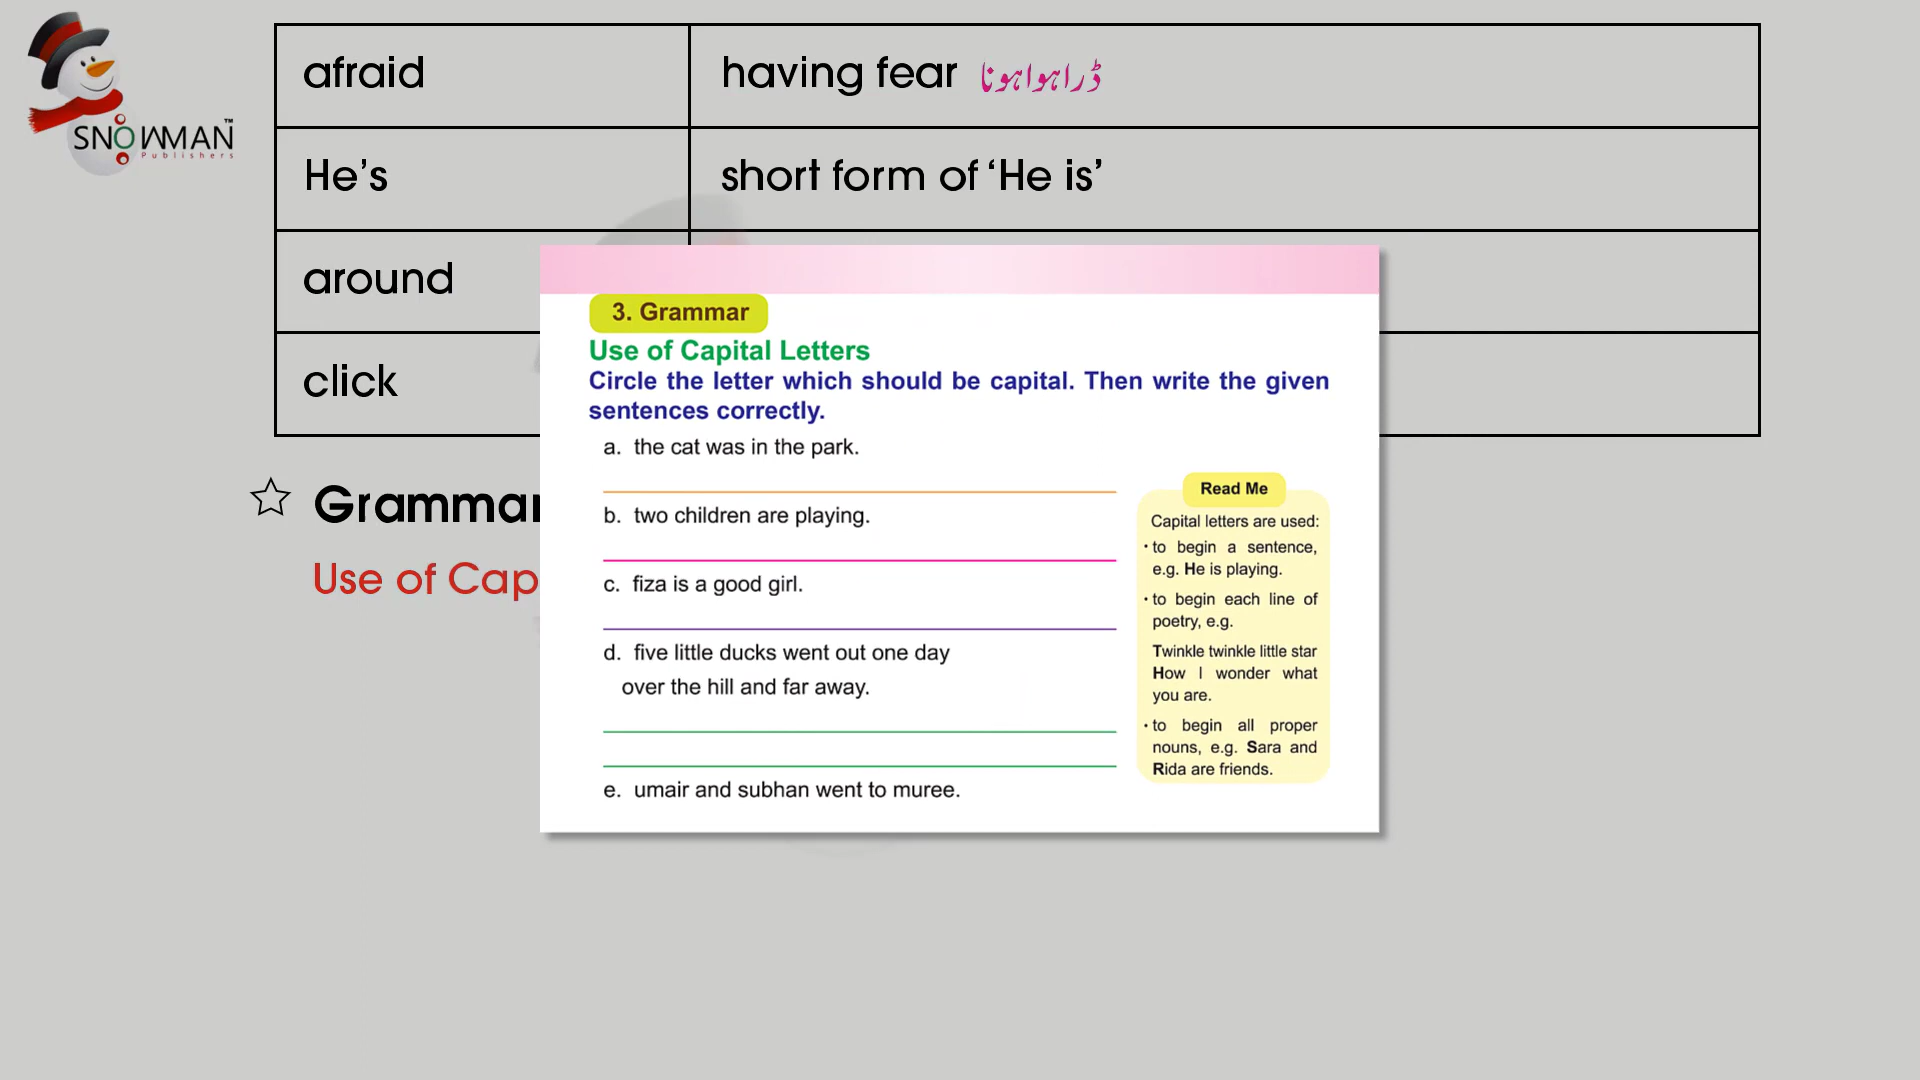 SNOWMAN™
Publishers
afraid
having fear ڈرا ہوا ہونا
He’s
short form of ‘He is’
around
click
Grammar
Use of Cap
3. Grammar
Use of Capital Letters
Circle the letter which should be capital. Then write the given
sentences correctly.
a. the cat was in the park.
b. two children are playing.
c. fiza is a good girl.
d. five little ducks went out one day
over the hill and far away.
e. umair and subhan went to muree.
Read Me
Capital letters are used:
• to begin a sentence,
e.g. He is playing.
• to begin each line of
poetry, e.g.
Twinkle twinkle little star
How I wonder what
you are.
• to begin all proper
nouns, e.g. Sara and
Rida are friends.